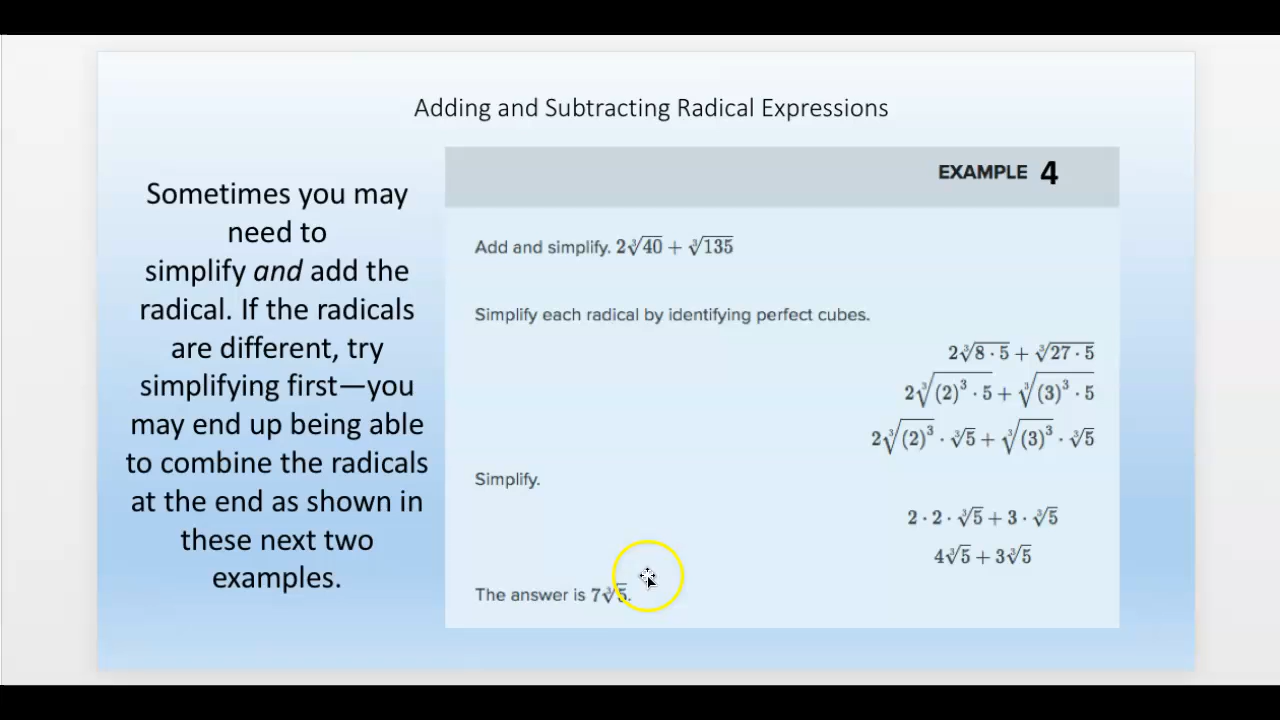 Adding and Subtracting Radical Expressions
Sometimes you may
need to
simplify and add the
radical. If the radicals
are different, try
simplifying first—you
may end up being able
to combine the radicals
at the end as shown in
these next two
examples.
EXAMPLE 4
Add and simplify. 2∛40 + ∛135
Simplify each radical by identifying perfect cubes.
2∛(8 · 5) + ∛(27 · 5)
2∛((2)³ · 5) + ∛((3)³ · 5)
2∛((2)³) · ∛5 + ∛((3)³) · ∛5
Simplify.
2 · 2 · ∛5 + 3 · ∛5
4∛5 + 3∛5
The answer is 7∛5.